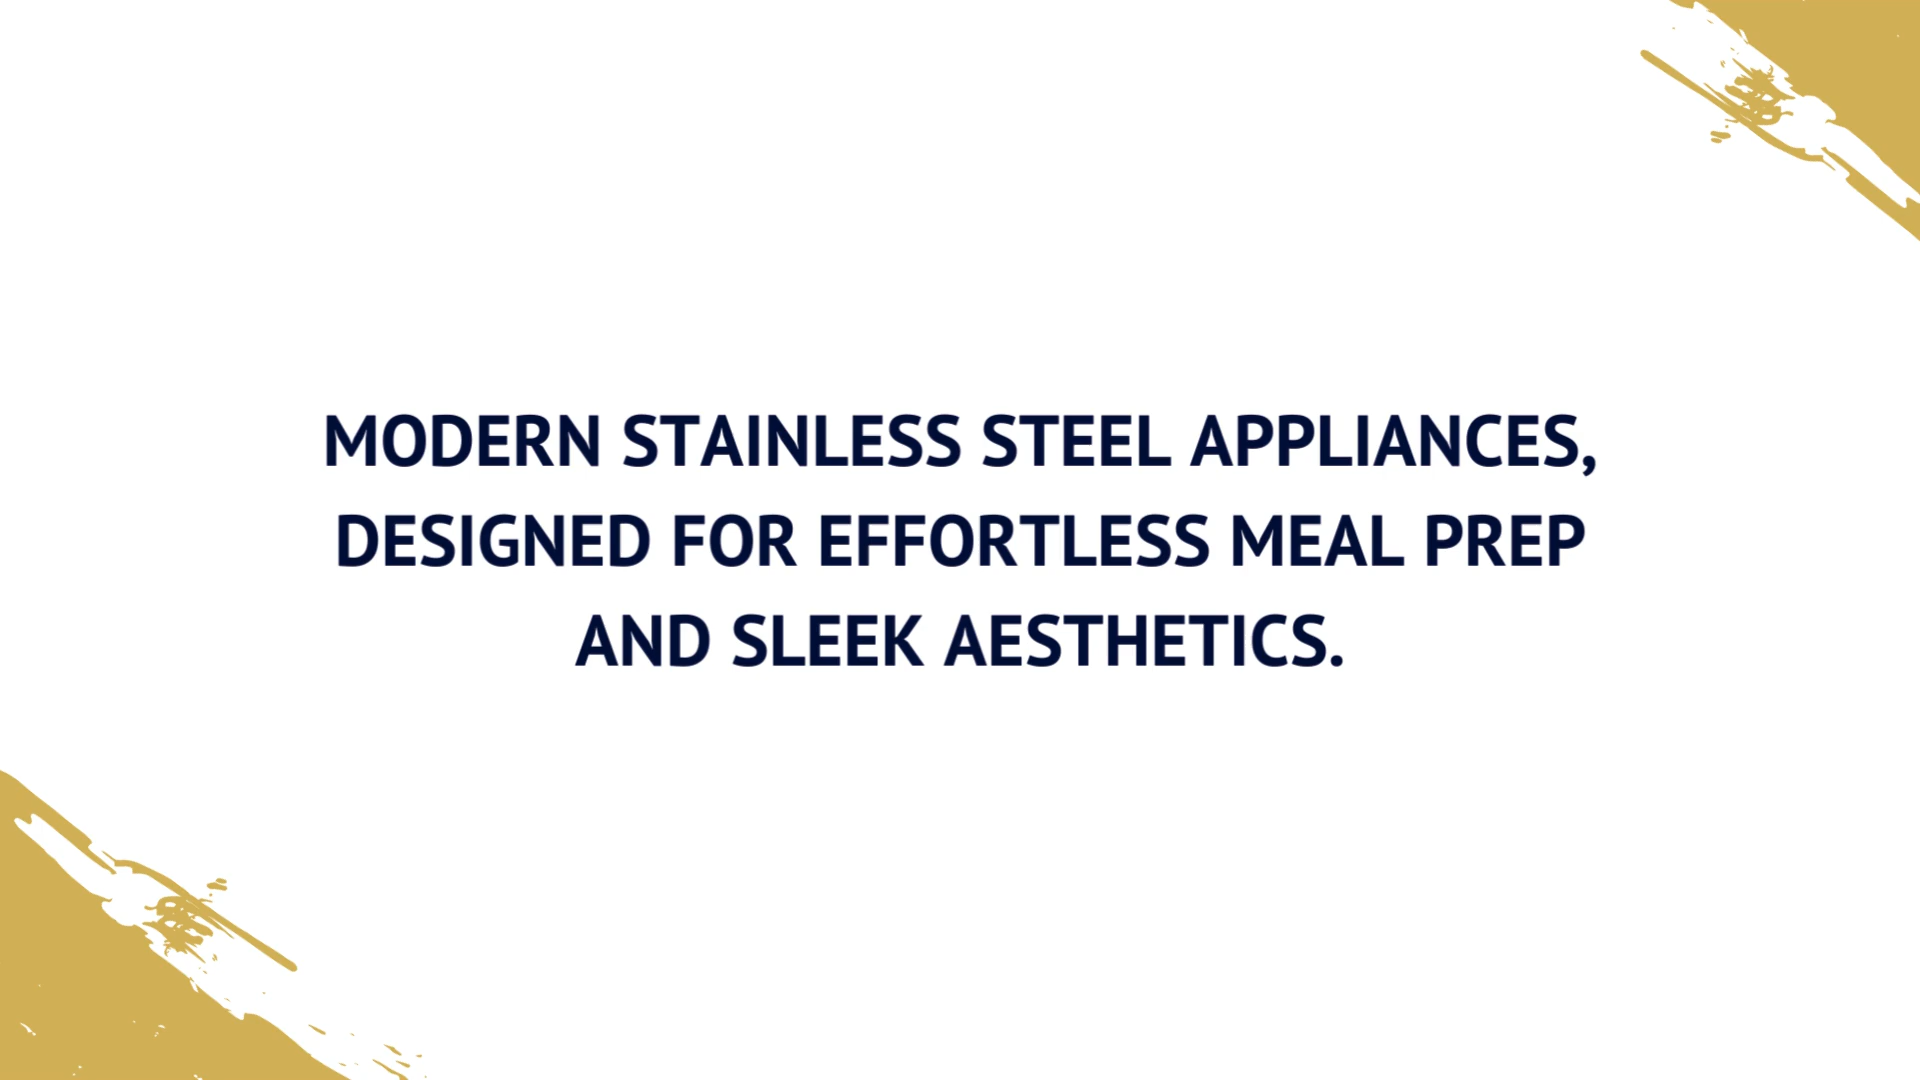 MODERN STAINLESS STEEL APPLIANCES,
DESIGNED FOR EFFORTLESS MEAL PREP
AND SLEEK AESTHETICS.